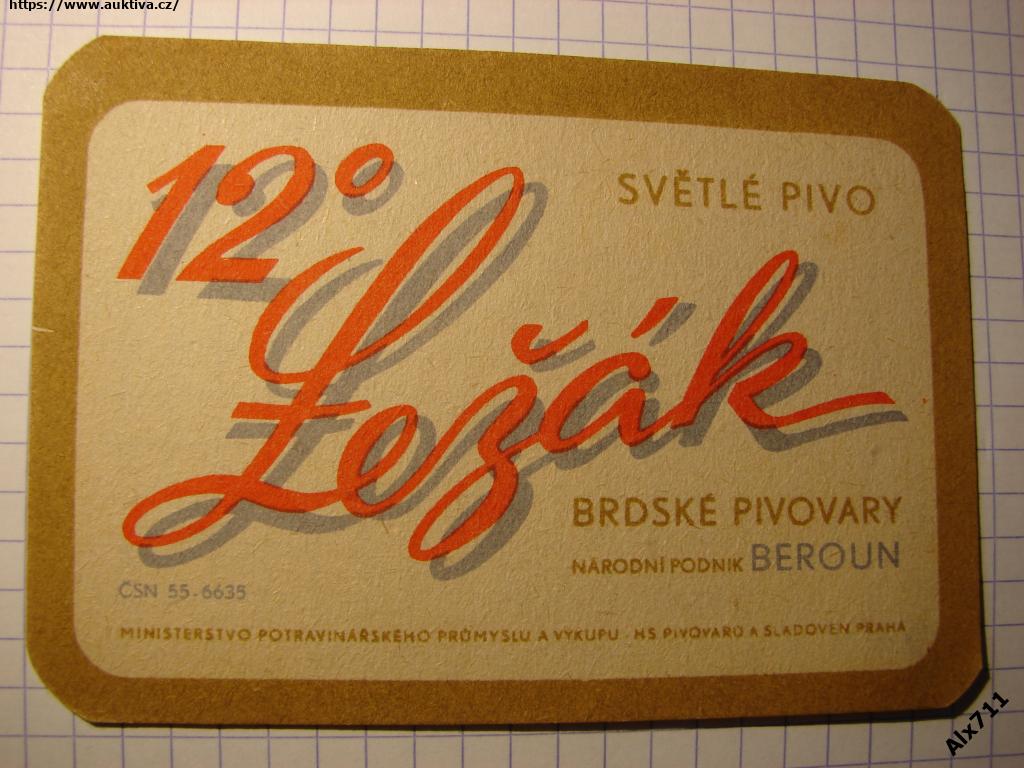 https://www.auktiva.cz/
12°
SVĚTLÉ PIVO
Ležák
BRDSKÉ PIVOVARY
NÁRODNÍ PODNIK BEROUN
ČSN 55-6635
MINISTERSTVO POTRAVINÁŘSKÉHO PRŮMYSLU A VÝKUPU - HS PIVOVARŮ A SLADOVEN PRAHA
Alx711